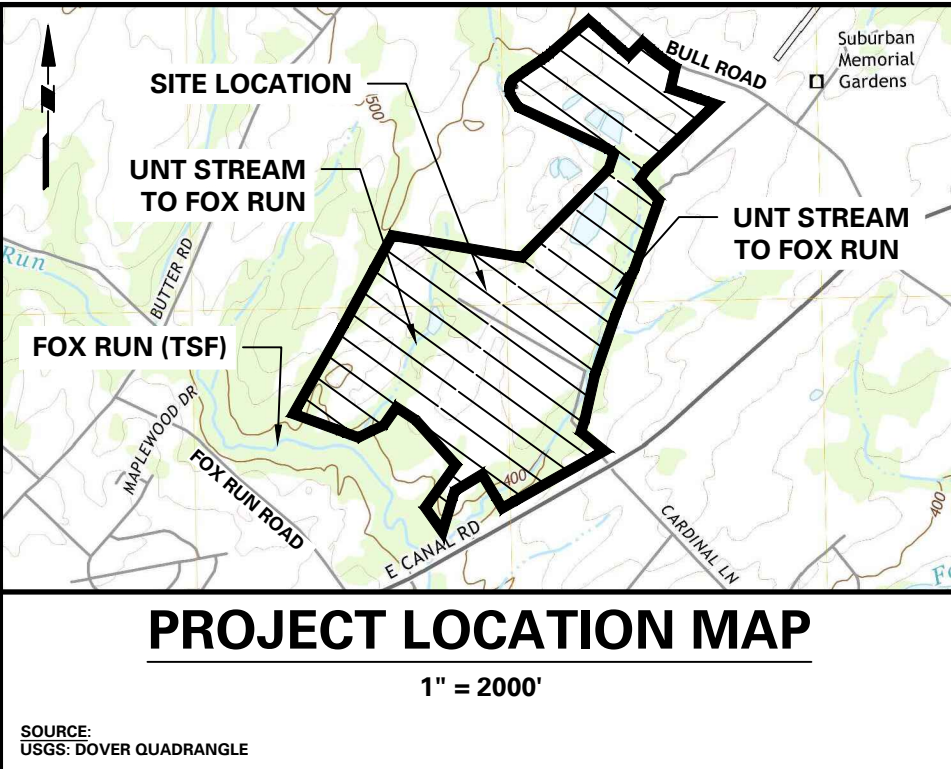 Suburban
Memorial
Gardens
BULL ROAD
SITE LOCATION
500
UNT STREAM
TO FOX RUN
UNT STREAM
TO FOX RUN
Run
BUTTER RD
FOX RUN (TSF)
MAPLEWOOD DR
FOX RUN ROAD
400
E CANAL RD
CARDINAL LN
400
Fo
PROJECT LOCATION MAP
1" = 2000'
SOURCE:
USGS: DOVER QUADRANGLE